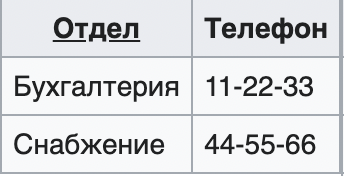 Отдел Телефон
Бухгалтерия 11-22-33
Снабжение 44-55-66